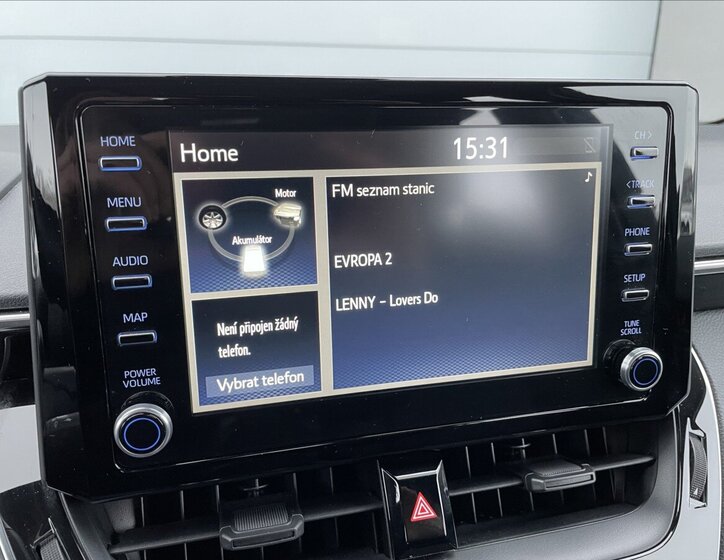 HOME
MENU
AUDIO
MAP
POWER
VOLUME
Home
15:31
Motor
Akumulátor
Není připojen žádný
telefon.
Vybrat telefon
FM seznam stanic
EVROPA 2
LENNY - Lovers Do
CH >
< TRACK
PHONE
SETUP
TUNE
SCROLL